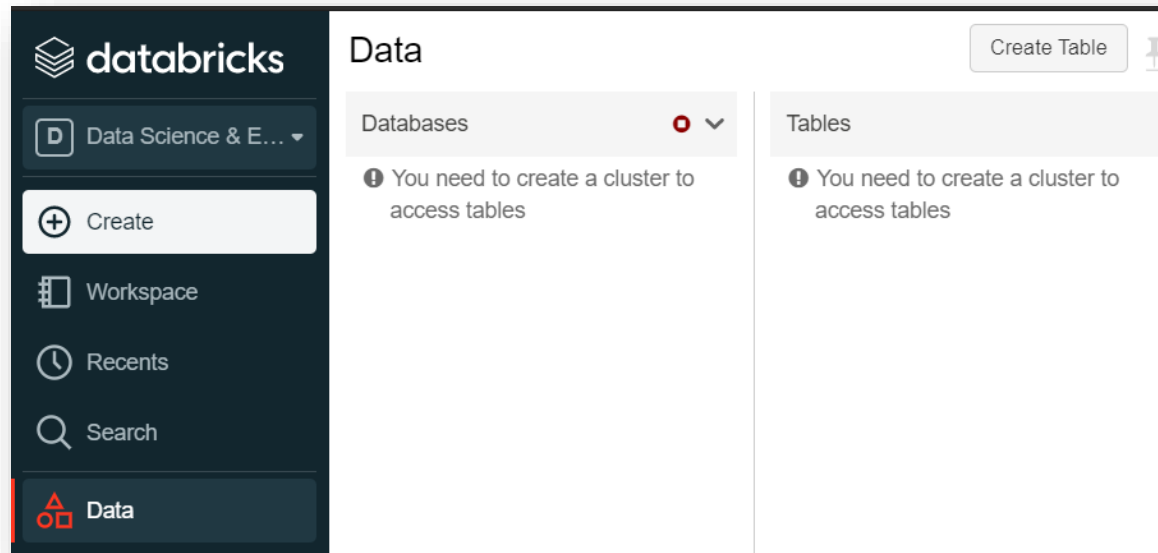 databricks
D Data Science & E...
Create
Workspace
Recents
Search
Data
Data
Create Table
Databases
You need to create a cluster to
access tables
Tables
You need to create a cluster to
access tables